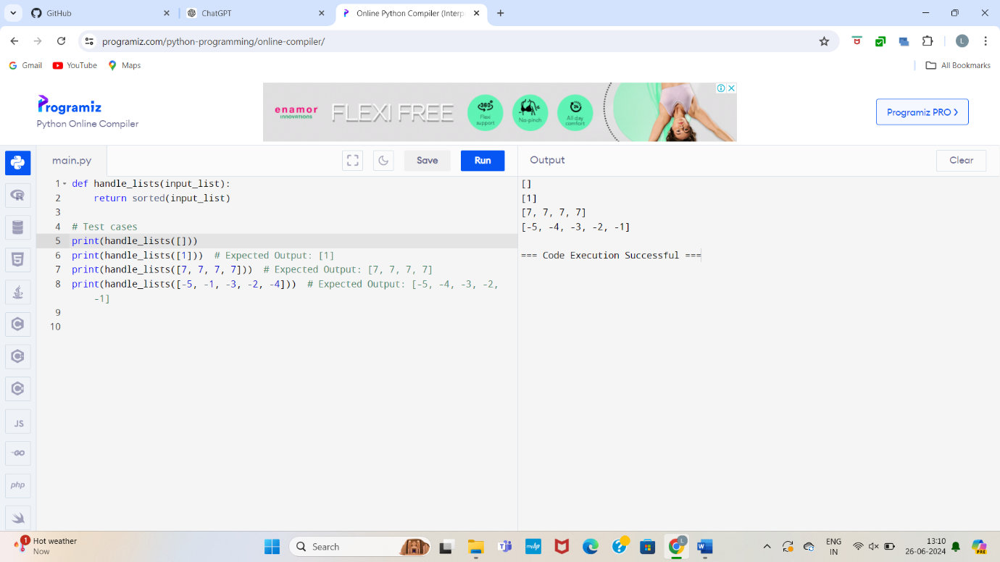 GitHub
ChatGPT
Online Python Compiler (Interp
programiz.com/python-programming/online-compiler/
L
Gmail
YouTube
Maps
All Bookmarks
Programiz
Python Online Compiler
enamor
INNOVATIONS
FLEXI FREE
360°
Flexi
support
No-pinch
24
All day
comfort
Programiz PRO
main.py
Save
Run
Output
Clear
1 def handle_lists(input_list):
2 return sorted(input_list)
3
4 # Test cases
5 print(handle_lists([]))
6 print(handle_lists([1])) # Expected Output: [1]
7 print(handle_lists([7, 7, 7, 7])) # Expected Output: [7, 7, 7, 7]
8 print(handle_lists([-5, -1, -3, -2, -4])) # Expected Output: [-5, -4, -3, -2,
-1]
9
10
[]
[1]
[7, 7, 7, 7]
[-5, -4, -3, -2, -1]
=== Code Execution Successful ===
R
5
C
C
C
JS
GO
php
1
Hot weather
Now
Search
L
ENG
IN
13:10
26-06-2024
PRE